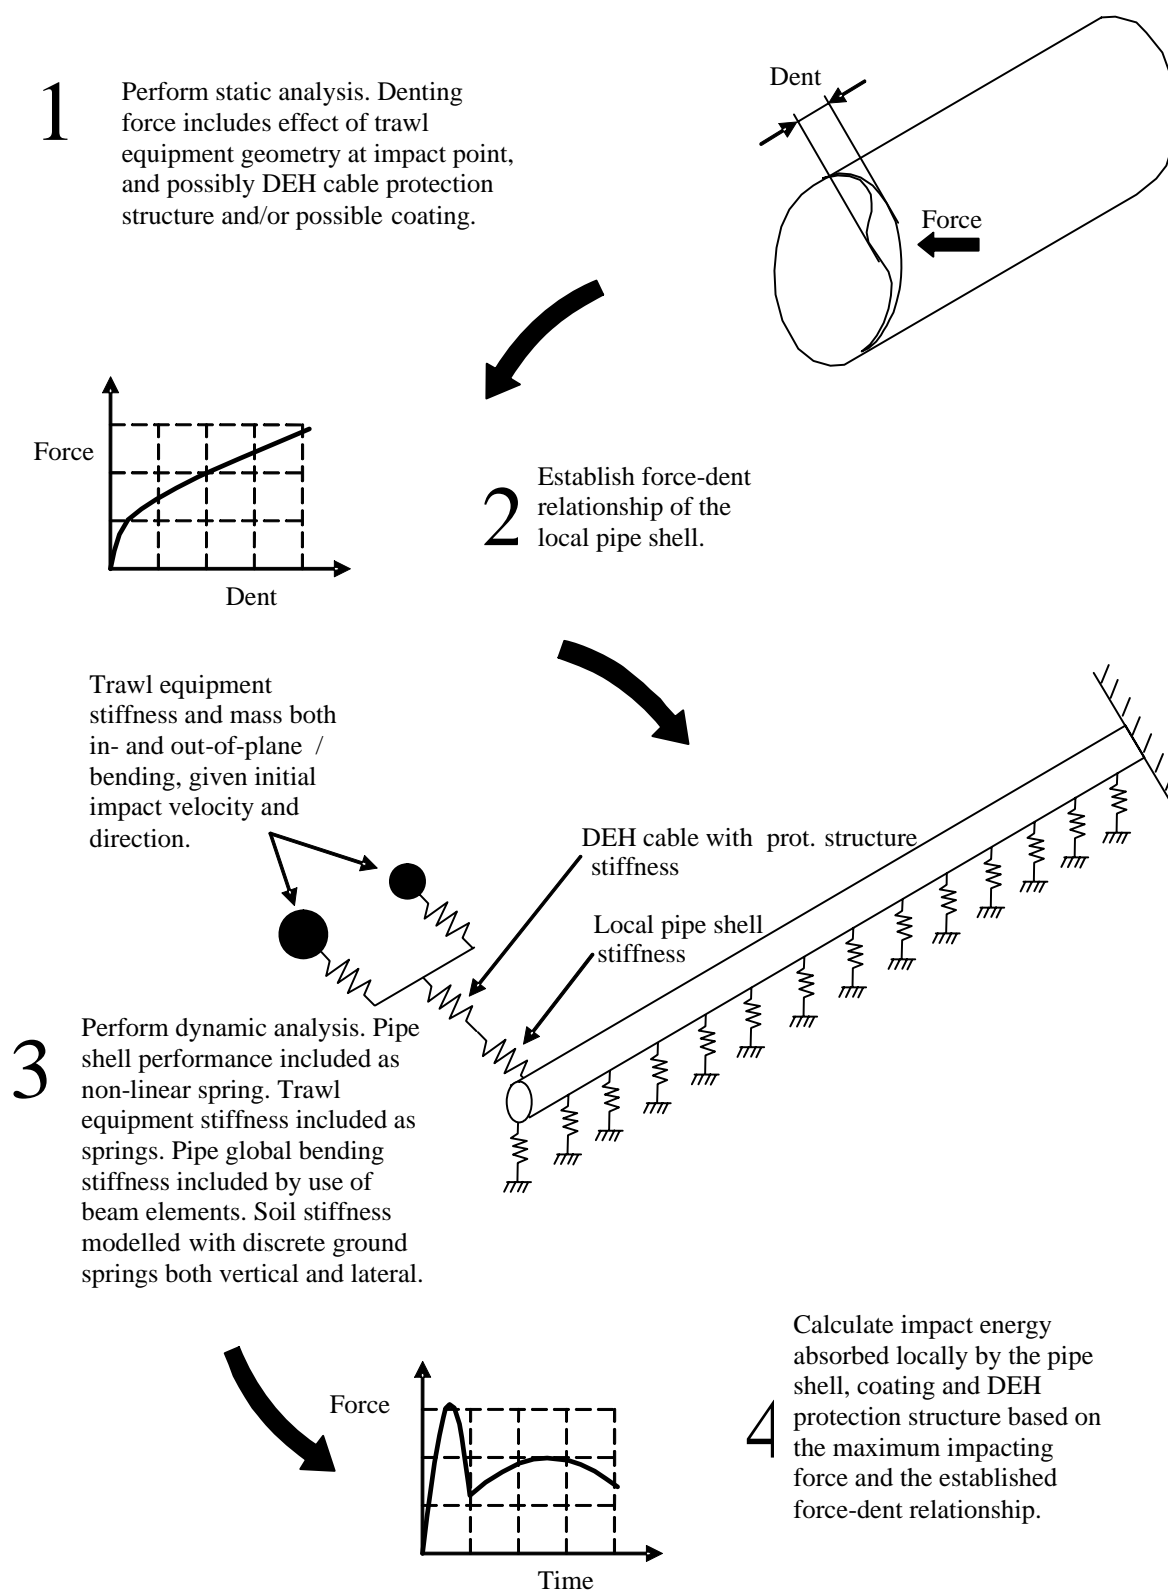 1
Perform static analysis. Denting
force includes effect of trawl
equipment geometry at impact point,
and possibly DEH cable protection
structure and/or possible coating.
Dent
Force
Force
Dent
2
Establish force-dent
relationship of the
local pipe shell.
Trawl equipment
stiffness and mass both
in- and out-of-plane /
bending, given initial
impact velocity and
direction.
DEH cable with prot. structure
stiffness
Local pipe shell
stiffness
3
Perform dynamic analysis. Pipe
shell performance included as
non-linear spring. Trawl
equipment stiffness included as
springs. Pipe global bending
stiffness included by use of
beam elements. Soil stiffness
modelled with discrete ground
springs both vertical and lateral.
Force
Time
4
Calculate impact energy
absorbed locally by the pipe
shell, coating and DEH
protection structure based on
the maximum impacting
force and the established
force-dent relationship.